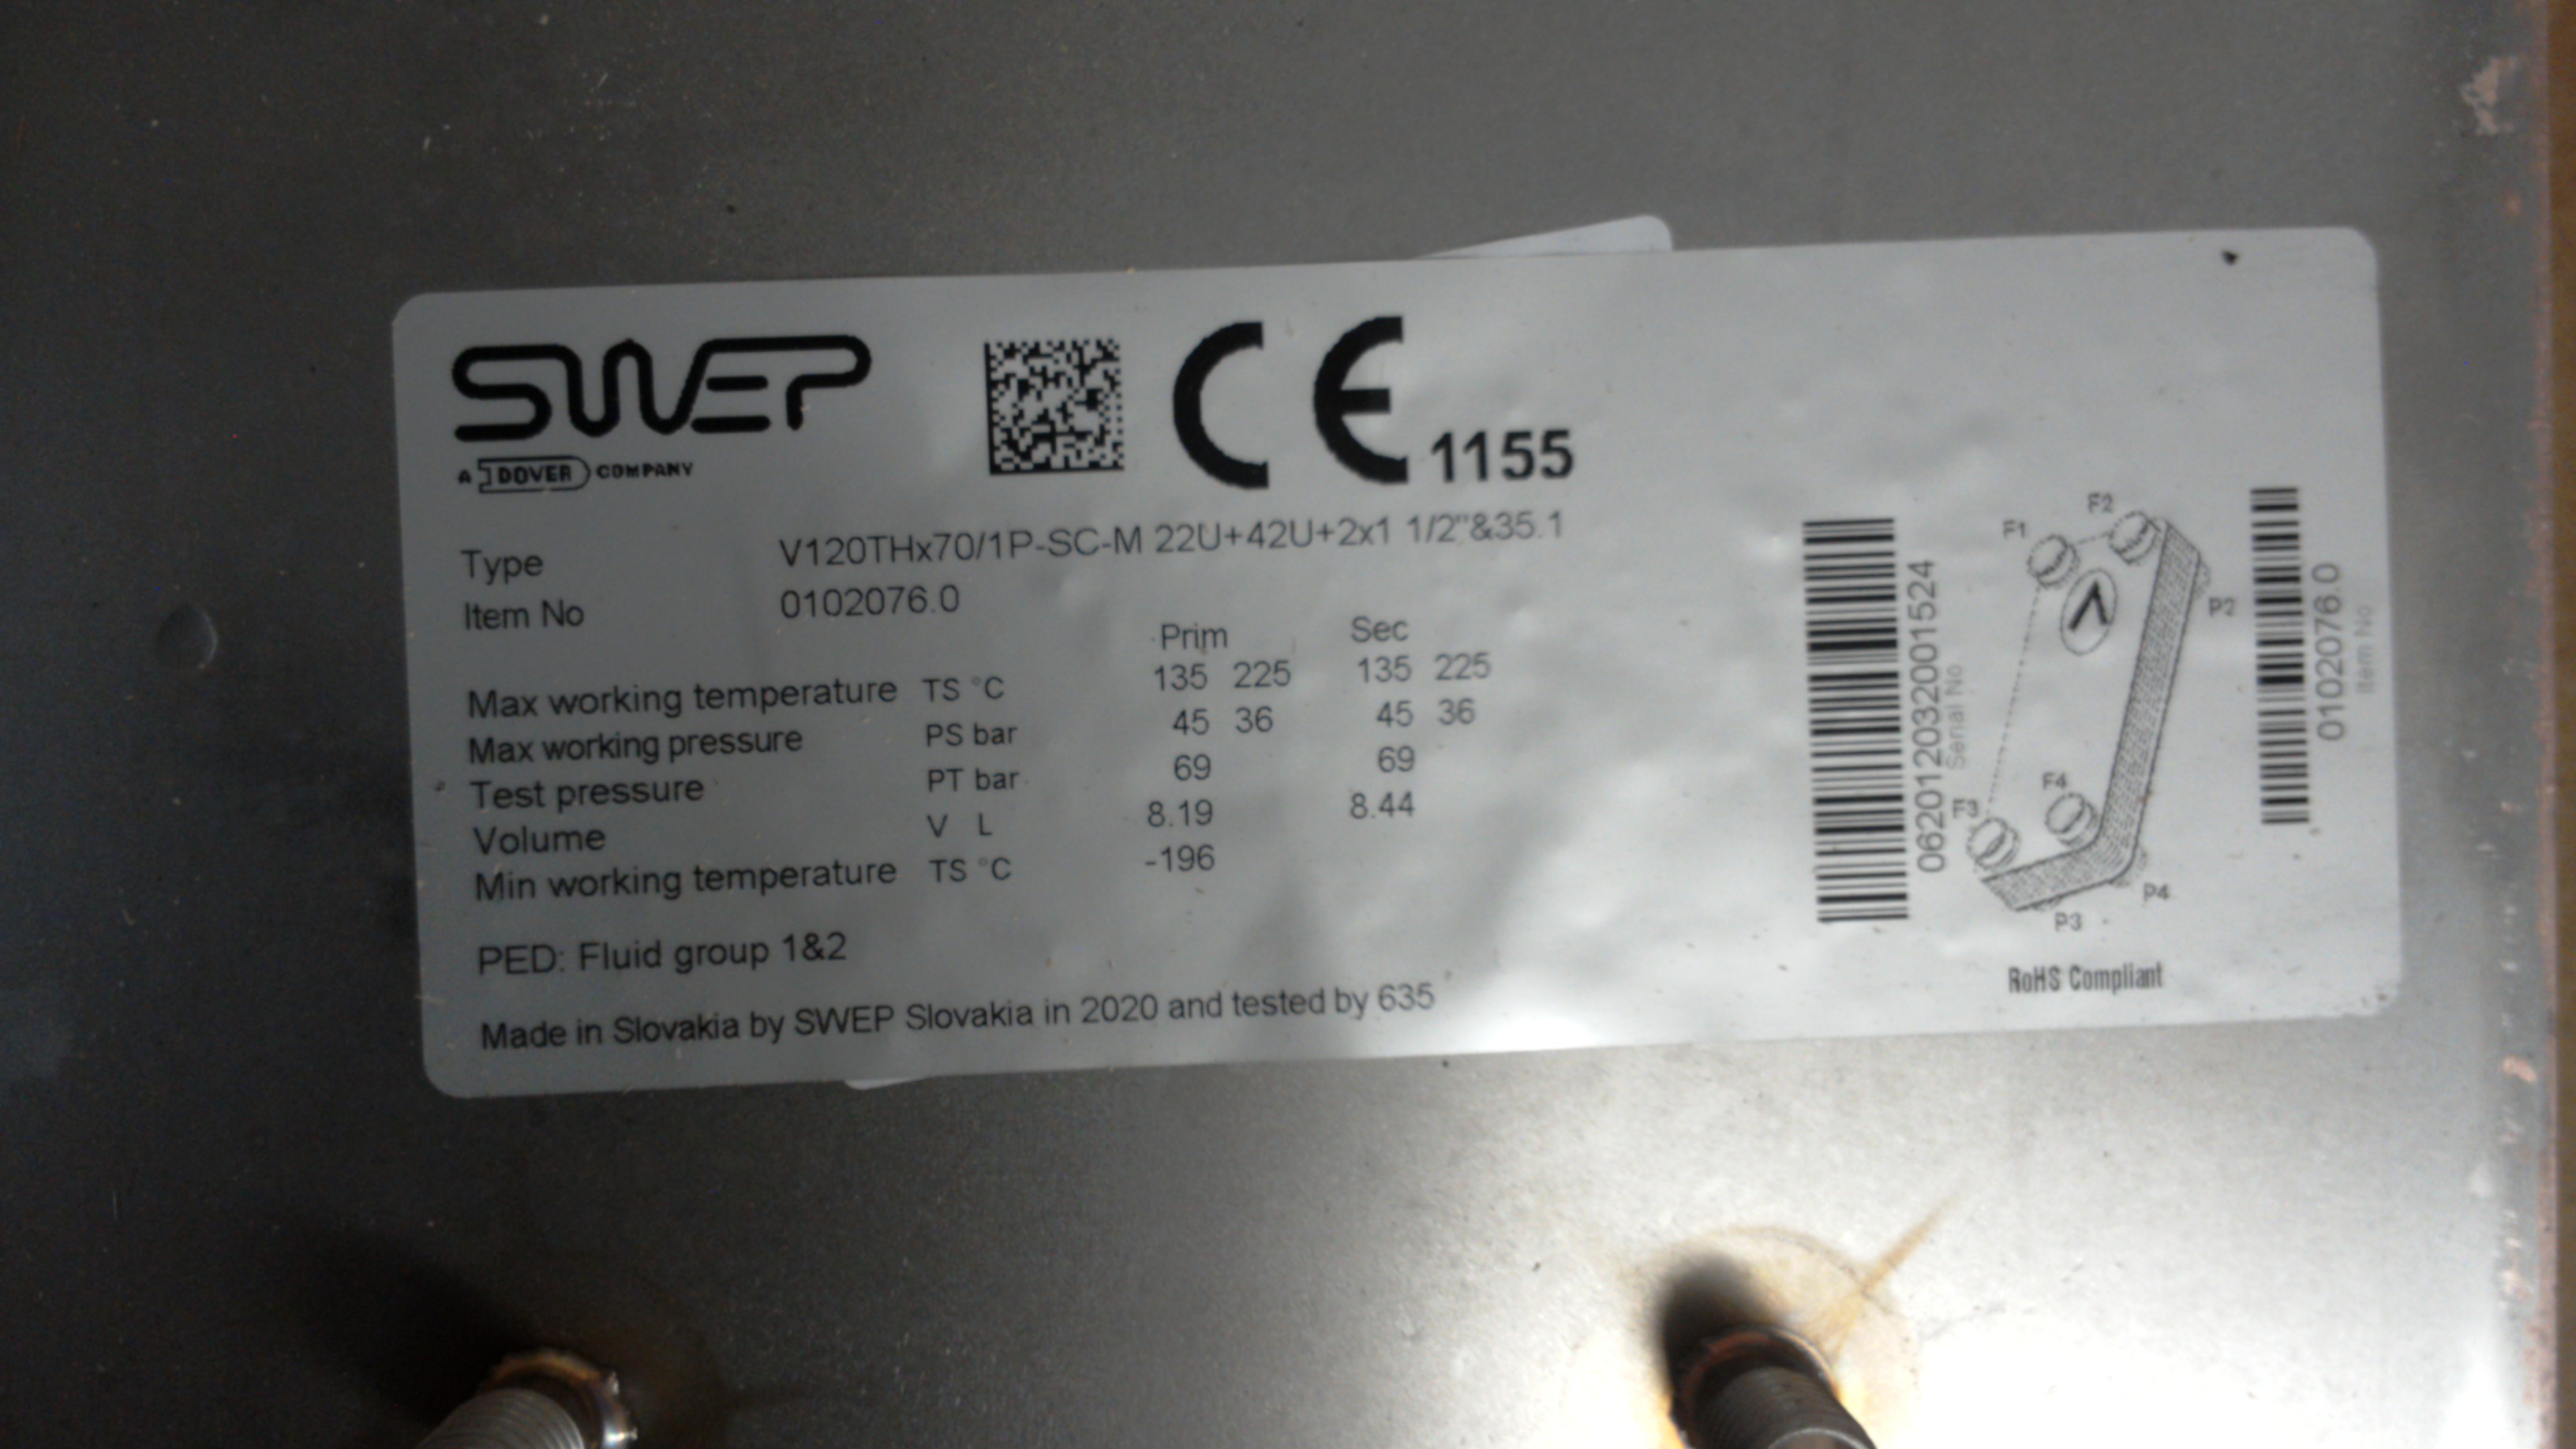 SWEP
A DOVER COMPANY
CE 1155
Type V120THx70/1P-SC-M 22U+42U+2x1 1/2"&35.1
Item No 0102076.0
Prim Sec
Max working temperature TS °C 135 225 135 225
Max working pressure PS bar 45 36 45 36
Test pressure PT bar 69 69
Volume V L 8.19 8.44
Min working temperature TS °C -196
PED: Fluid group 1&2
Made in Slovakia by SWEP Slovakia in 2020 and tested by 635
0620112032001524
Serial No
F1
F2
P2
F3
F4
P3
P4
0102076.0
Item No
RoHS Compliant